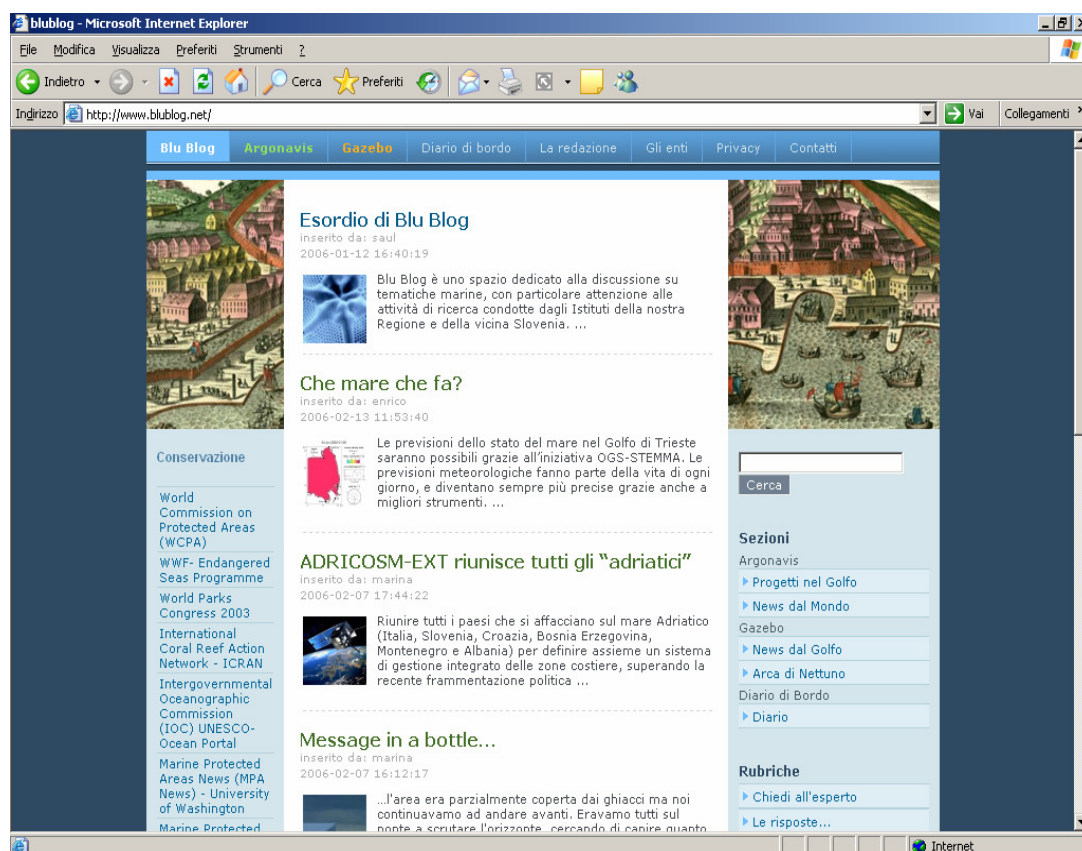 blublog - Microsoft Internet Explorer
File Modifica Visualizza Preferiti Strumenti ?
Indietro Cerca Preferiti
Indirizzo http://www.blublog.net/ Vai Collegamenti
Blu Blog Argonavis Gazebo Diario di bordo La redazione Gli enti Privacy Contatti
Conservazione
World
Commission on
Protected Areas
(WCPA)
WWF- Endangered
Seas Programme
World Parks
Congress 2003
International
Coral Reef Action
Network - ICRAN
Intergovernmental
Oceanographic
Commission
(IOC) UNESCO-
Ocean Portal
Marine Protected
Areas News (MPA
News) - University
of Washington
Marine Protected
Esordio di Blu Blog
inserito da: saul
2006-01-12 16:40:19
Blu Blog è uno spazio dedicato alla discussione su
tematiche marine, con particolare attenzione alle
attività di ricerca condotte dagli Istituti della nostra
Regione e della vicina Slovenia. ...
Che mare che fa?
inserito da: enrico
2006-02-13 11:53:40
Le previsioni dello stato del mare nel Golfo di Trieste
saranno possibili grazie all'iniziativa OGS-STEMMA. Le
previsioni meteorologiche fanno parte della vita di ogni
giorno, e diventano sempre più precise grazie anche a
migliori strumenti. ...
ADRICOSM-EXT riunisce tutti gli "adriatici"
inserito da: marina
2006-02-07 17:44:22
Riunire tutti i paesi che si affacciano sul mare Adriatico
(Italia, Slovenia, Croazia, Bosnia Erzegovina,
Montenegro e Albania) per definire assieme un sistema
di gestione integrato delle zone costiere, superando la
recente frammentazione politica ...
Message in a bottle...
inserito da: marina
2006-02-07 16:12:17
...l'area era parzialmente coperta dai ghiacci ma noi
continuavamo ad andare avanti. Eravamo tutti sul
ponte a scrutare l'orizzonte, cercando di capire quanto
Cerca
Sezioni
Argonavis
Progetti nel Golfo
News dal Mondo
Gazebo
News dal Golfo
Arca di Nettuno
Diario di Bordo
Diario
Rubriche
Chiedi all'esperto
Le risposte...
Internet